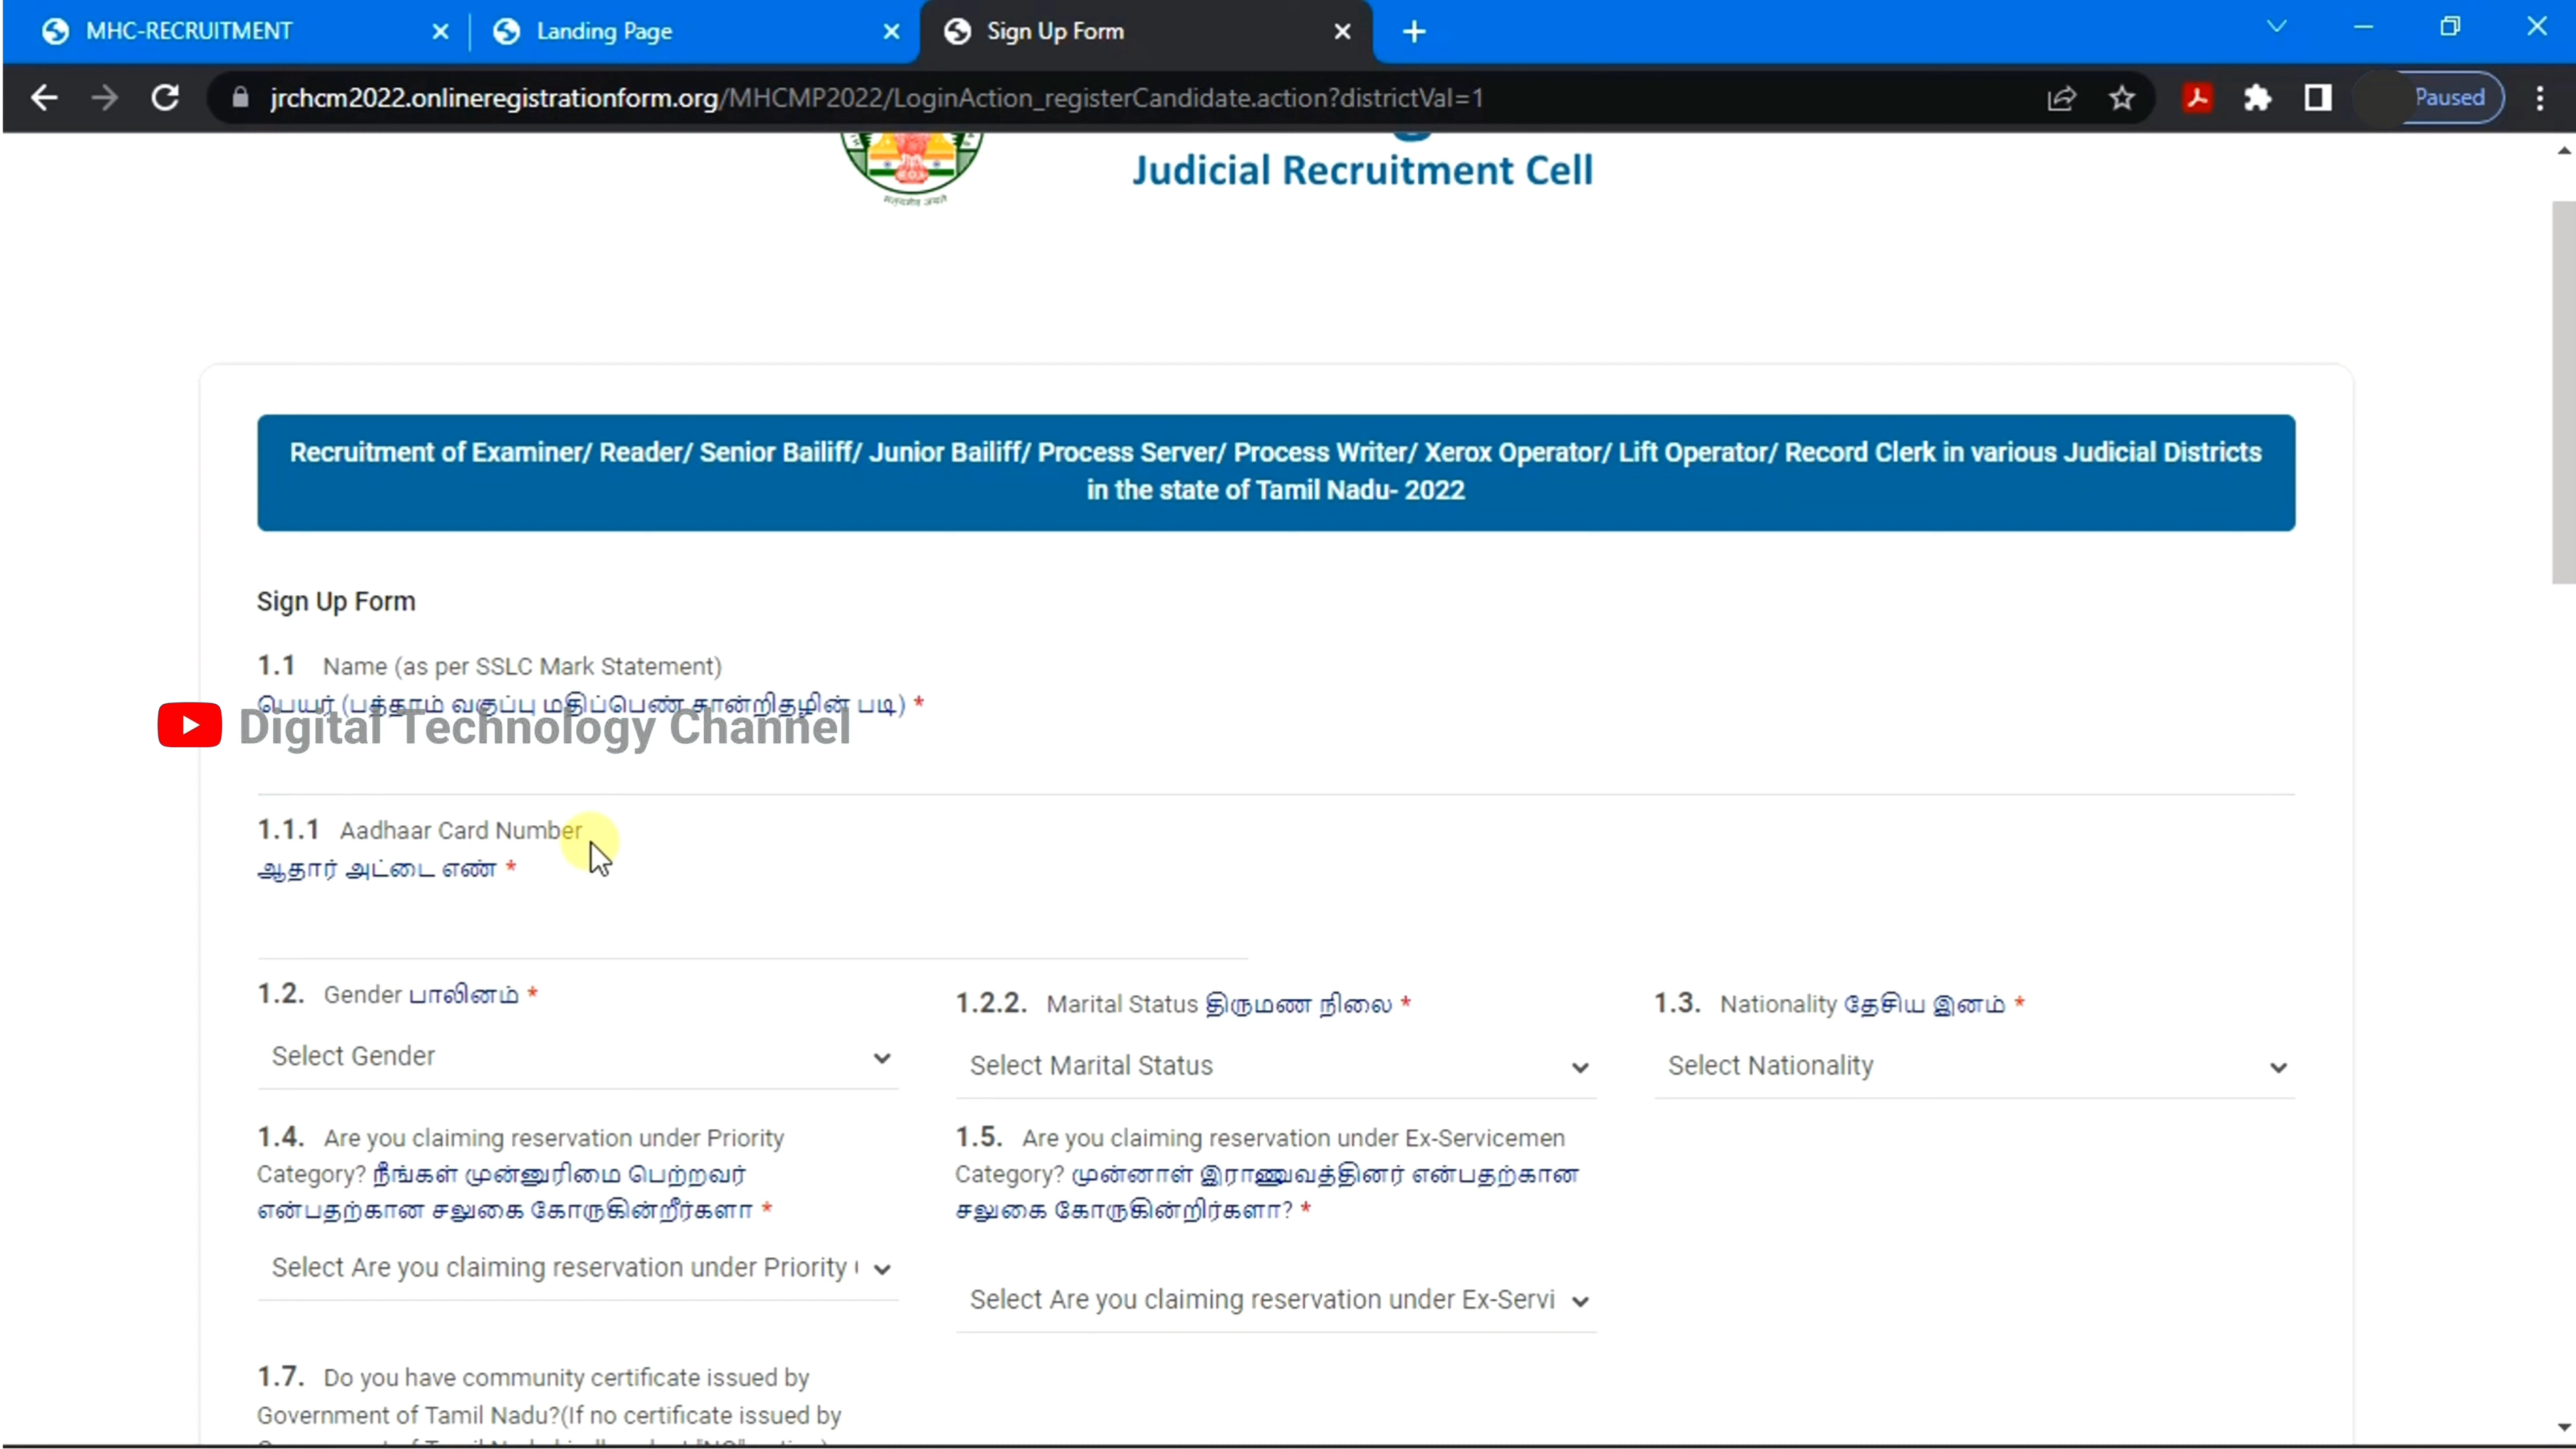 MHC-RECRUITMENT
Landing Page
Sign Up Form
jrchcm2022.onlineregistrationform.org/MHCMP2022/LoginAction_registerCandidate.action?districtVal=1
Paused
Judicial Recruitment Cell
Recruitment of Examiner/ Reader/ Senior Bailiff/ Junior Bailiff/ Process Server/ Process Writer/ Xerox Operator/ Lift Operator/ Record Clerk in various Judicial Districts
in the state of Tamil Nadu- 2022
Sign Up Form
1.1 Name (as per SSLC Mark Statement)
பெயர் (பத்தாம் வகுப்பு மதிப்பெண் சான்றிதழின் படி) *
Digital Technology Channel
1.1.1 Aadhaar Card Number
ஆதார் அட்டை எண் *
1.2. Gender பாலினம் *
Select Gender
1.2.2. Marital Status திருமண நிலை *
Select Marital Status
1.3. Nationality தேசிய இனம் *
Select Nationality
1.4. Are you claiming reservation under Priority
Category? நீங்கள் முன்னுரிமை பெற்றவர்
என்பதற்கான சலுகை கோருகின்றீர்களா *
Select Are you claiming reservation under Priority
1.5. Are you claiming reservation under Ex-Servicemen
Category? முன்னாள் இராணுவத்தினர் என்பதற்கான
சலுகை கோருகின்றிர்களா? *
Select Are you claiming reservation under Ex-Servi
1.7. Do you have community certificate issued by
Government of Tamil Nadu?(If no certificate issued by